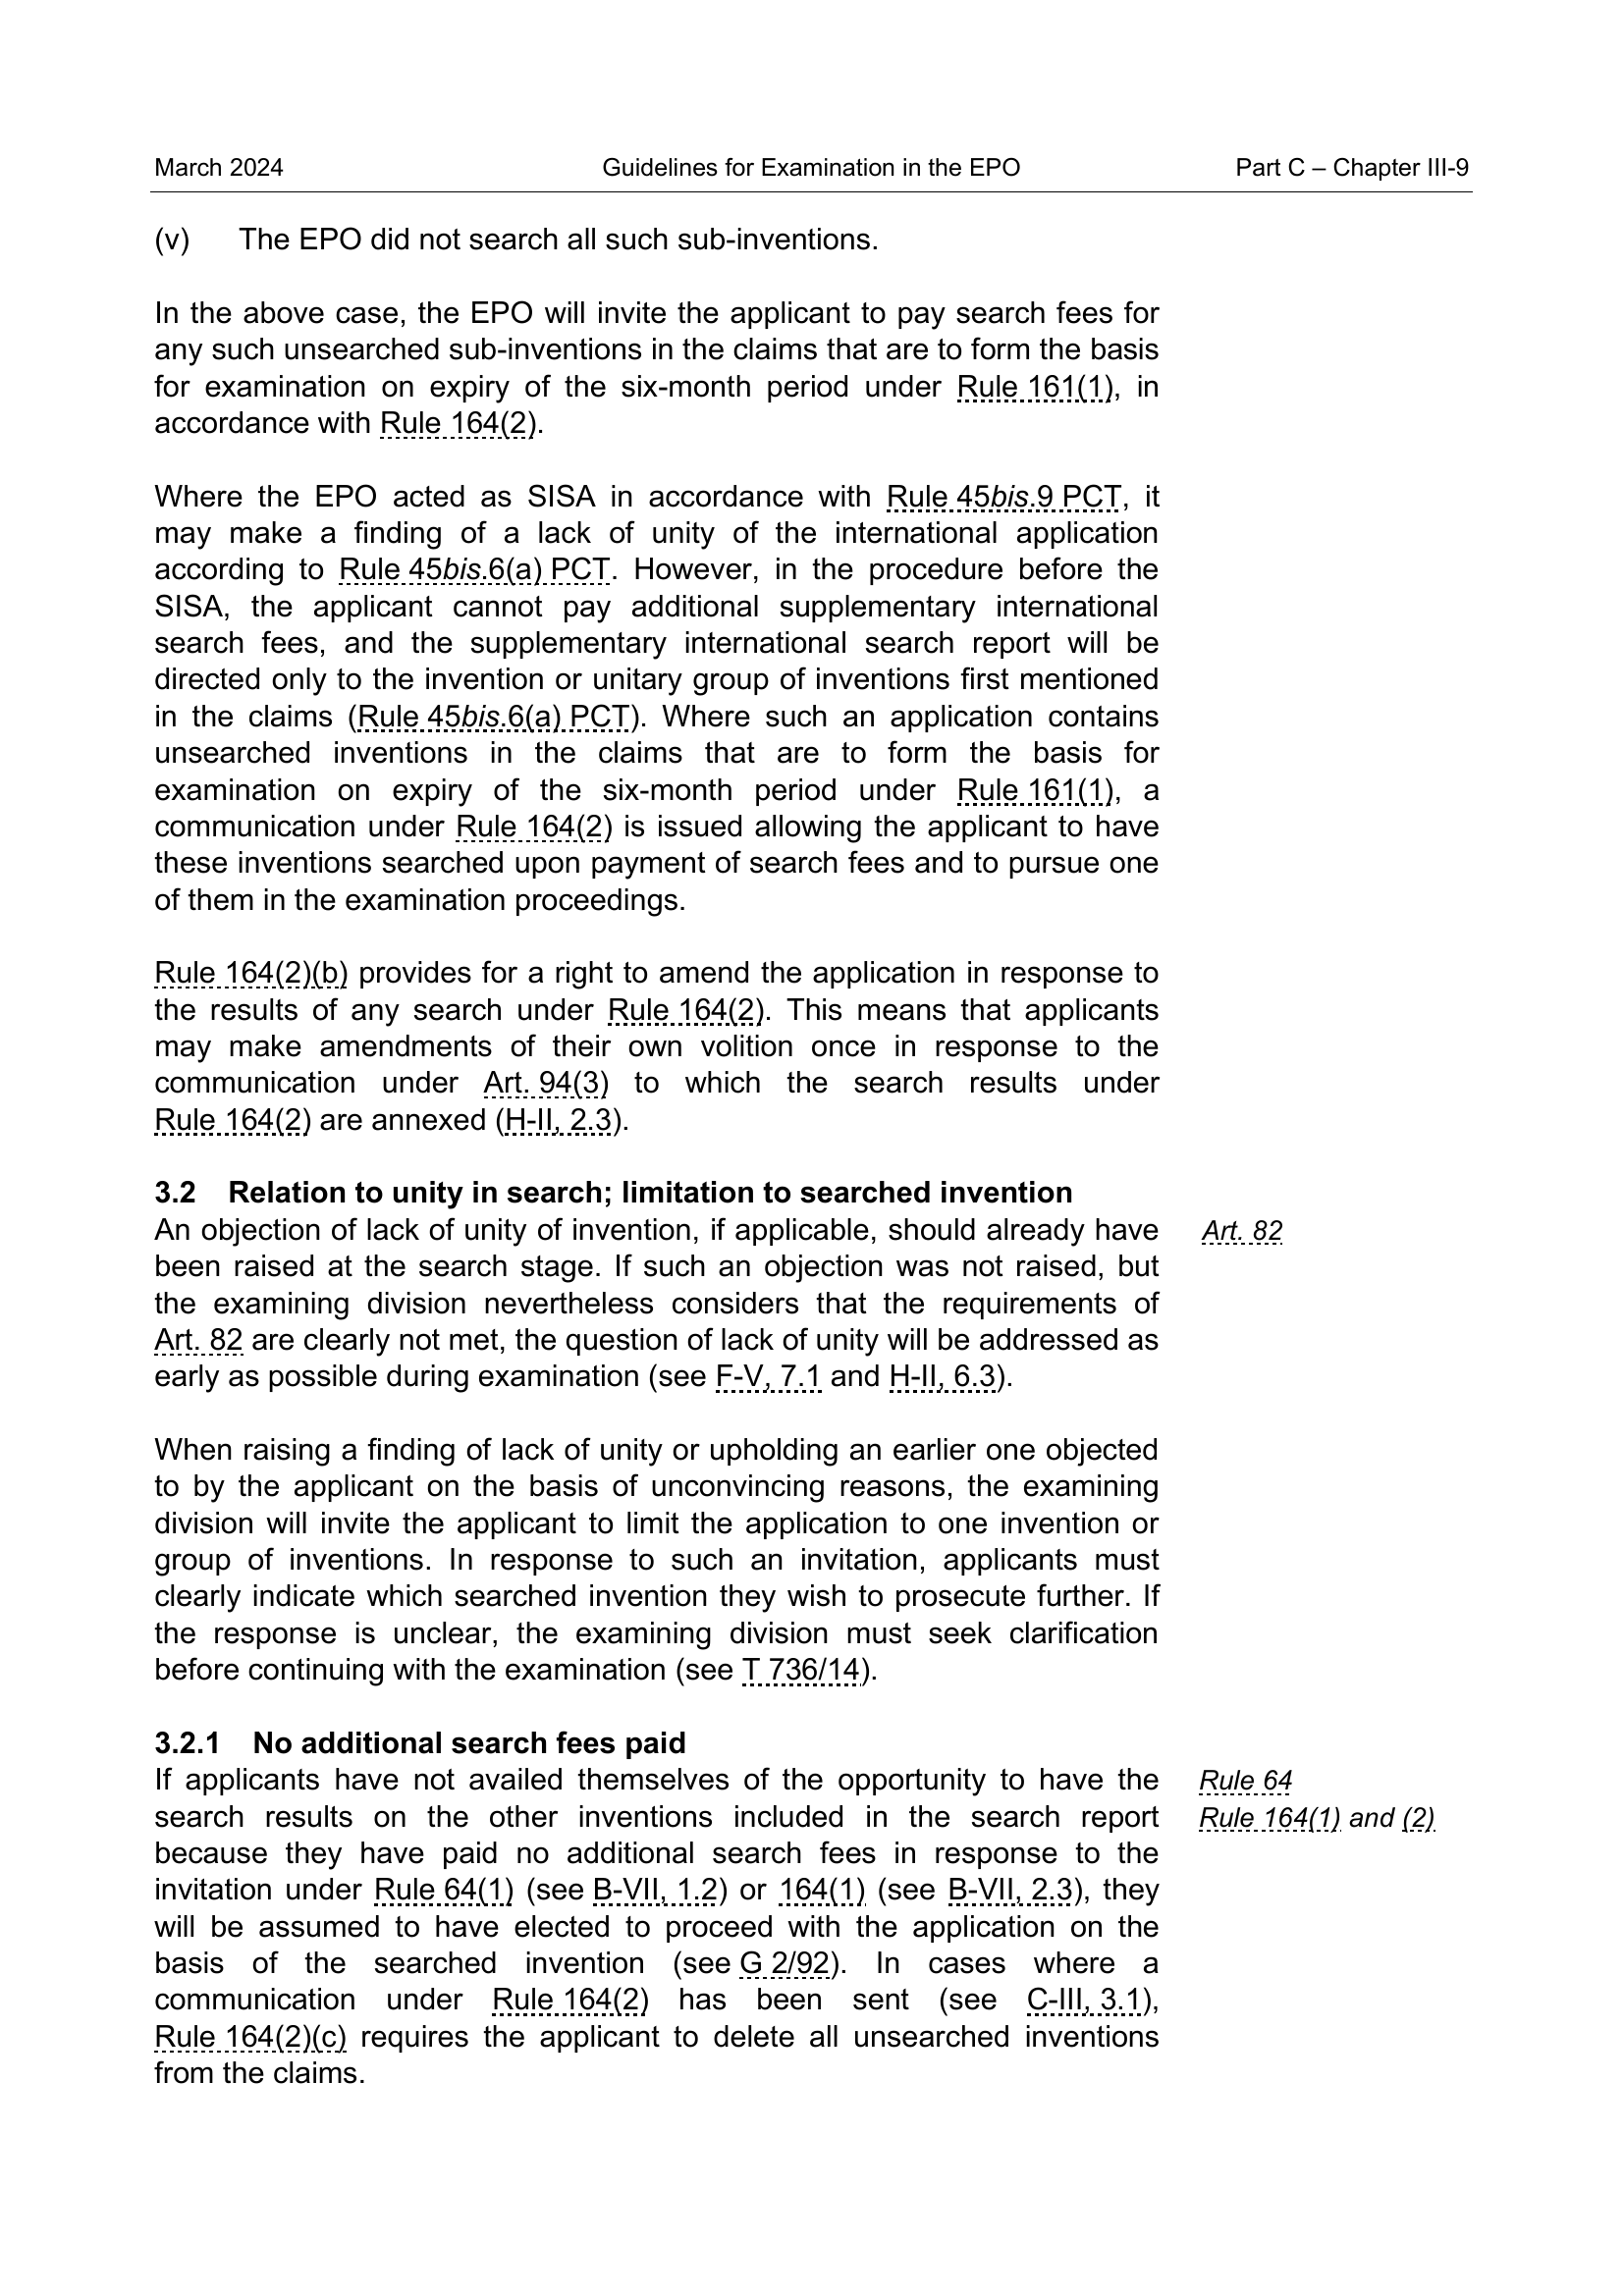 March 2024 Guidelines for Examination in the EPO Part C – Chapter III-9
(v) The EPO did not search all such sub-inventions.
In the above case, the EPO will invite the applicant to pay search fees for
any such unsearched sub-inventions in the claims that are to form the basis
for examination on expiry of the six-month period under Rule 161(1), in
accordance with Rule 164(2).
Where the EPO acted as SISA in accordance with Rule 45bis.9 PCT, it
may make a finding of a lack of unity of the international application
according to Rule 45bis.6(a) PCT. However, in the procedure before the
SISA, the applicant cannot pay additional supplementary international
search fees, and the supplementary international search report will be
directed only to the invention or unitary group of inventions first mentioned
in the claims (Rule 45bis.6(a) PCT). Where such an application contains
unsearched inventions in the claims that are to form the basis for
examination on expiry of the six-month period under Rule 161(1), a
communication under Rule 164(2) is issued allowing the applicant to have
these inventions searched upon payment of search fees and to pursue one
of them in the examination proceedings.
Rule 164(2)(b) provides for a right to amend the application in response to
the results of any search under Rule 164(2). This means that applicants
may make amendments of their own volition once in response to the
communication under Art. 94(3) to which the search results under
Rule 164(2) are annexed (H-II, 2.3).
3.2 Relation to unity in search; limitation to searched invention
An objection of lack of unity of invention, if applicable, should already have Art. 82
been raised at the search stage. If such an objection was not raised, but
the examining division nevertheless considers that the requirements of
Art. 82 are clearly not met, the question of lack of unity will be addressed as
early as possible during examination (see F-V, 7.1 and H-II, 6.3).
When raising a finding of lack of unity or upholding an earlier one objected
to by the applicant on the basis of unconvincing reasons, the examining
division will invite the applicant to limit the application to one invention or
group of inventions. In response to such an invitation, applicants must
clearly indicate which searched invention they wish to prosecute further. If
the response is unclear, the examining division must seek clarification
before continuing with the examination (see T 736/14).
3.2.1 No additional search fees paid
If applicants have not availed themselves of the opportunity to have the Rule 64
search results on the other inventions included in the search report Rule 164(1) and (2)
because they have paid no additional search fees in response to the
invitation under Rule 64(1) (see B-VII, 1.2) or 164(1) (see B-VII, 2.3), they
will be assumed to have elected to proceed with the application on the
basis of the searched invention (see G 2/92). In cases where a
communication under Rule 164(2) has been sent (see C-III, 3.1),
Rule 164(2)(c) requires the applicant to delete all unsearched inventions
from the claims.